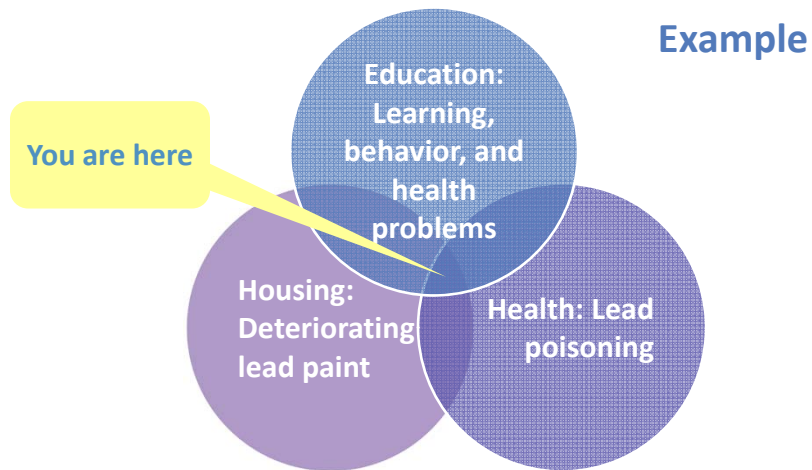 Example
Education:
Learning,
behavior, and
health
problems
You are here
Housing:
Deteriorating
lead paint
Health: Lead
poisoning